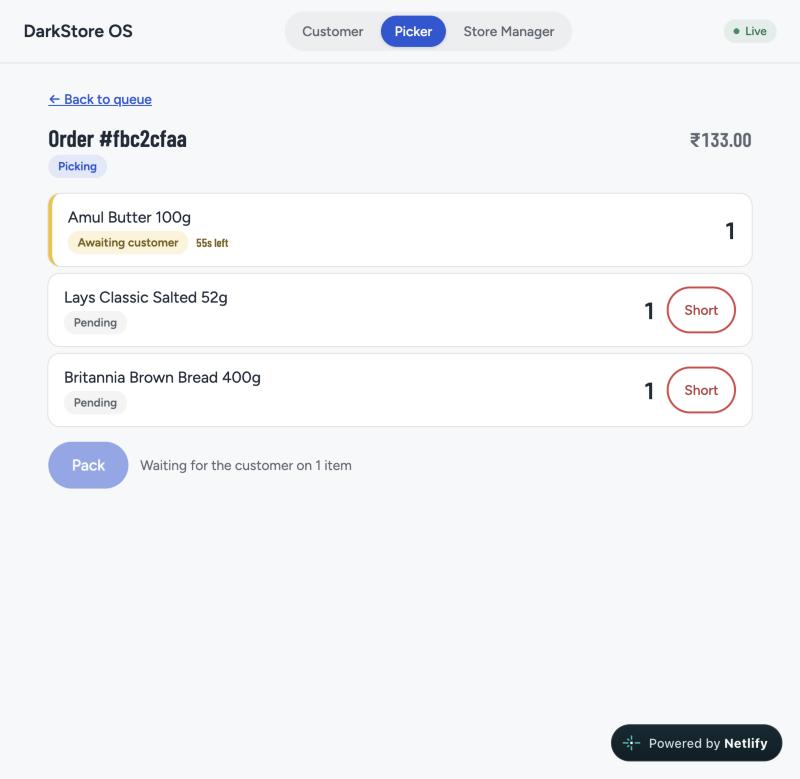 DarkStore OS
Customer
Picker
Store Manager
Live
← Back to queue
Order #fbc2cfaa
₹133.00
Picking
Amul Butter 100g
Awaiting customer 55s left
1
Lays Classic Salted 52g
Pending
1
Short
Britannia Brown Bread 400g
Pending
1
Short
Pack
Waiting for the customer on 1 item
Powered by Netlify